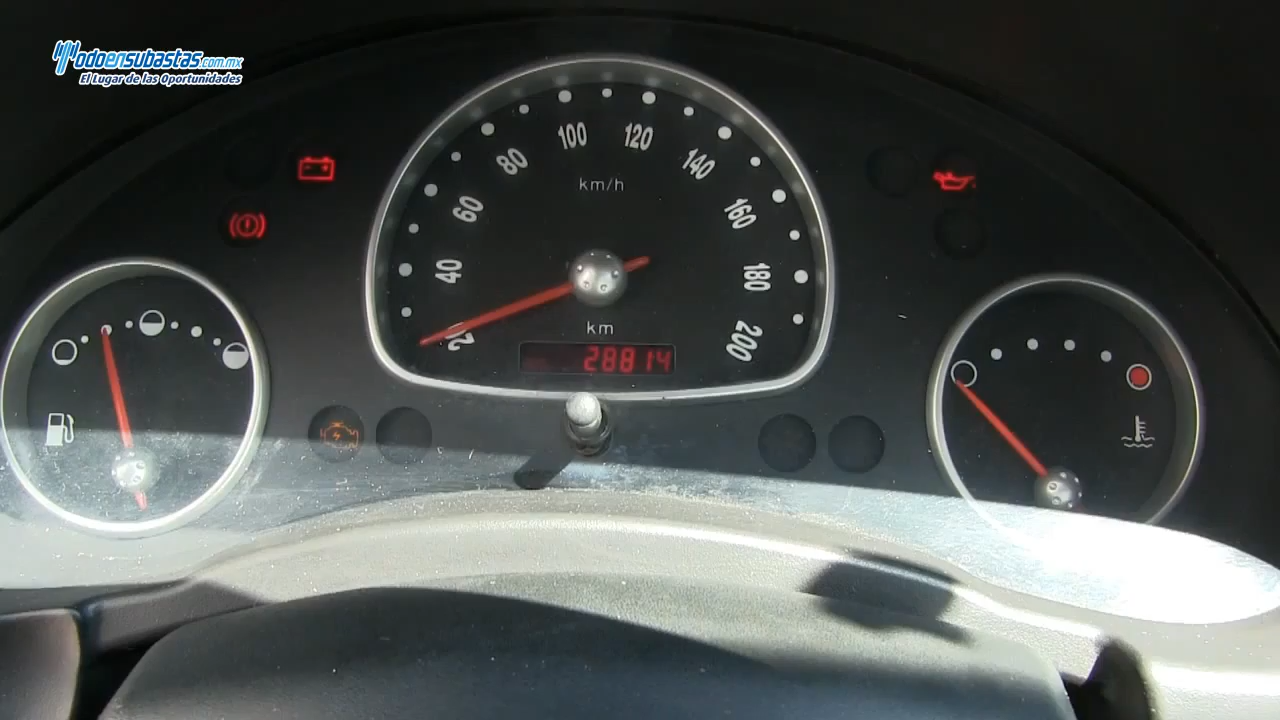 Todoensubastas.com.mx
El Lugar de las Oportunidades
100
120
80
140
km/h
60
160
40
180
km
20
200
28814